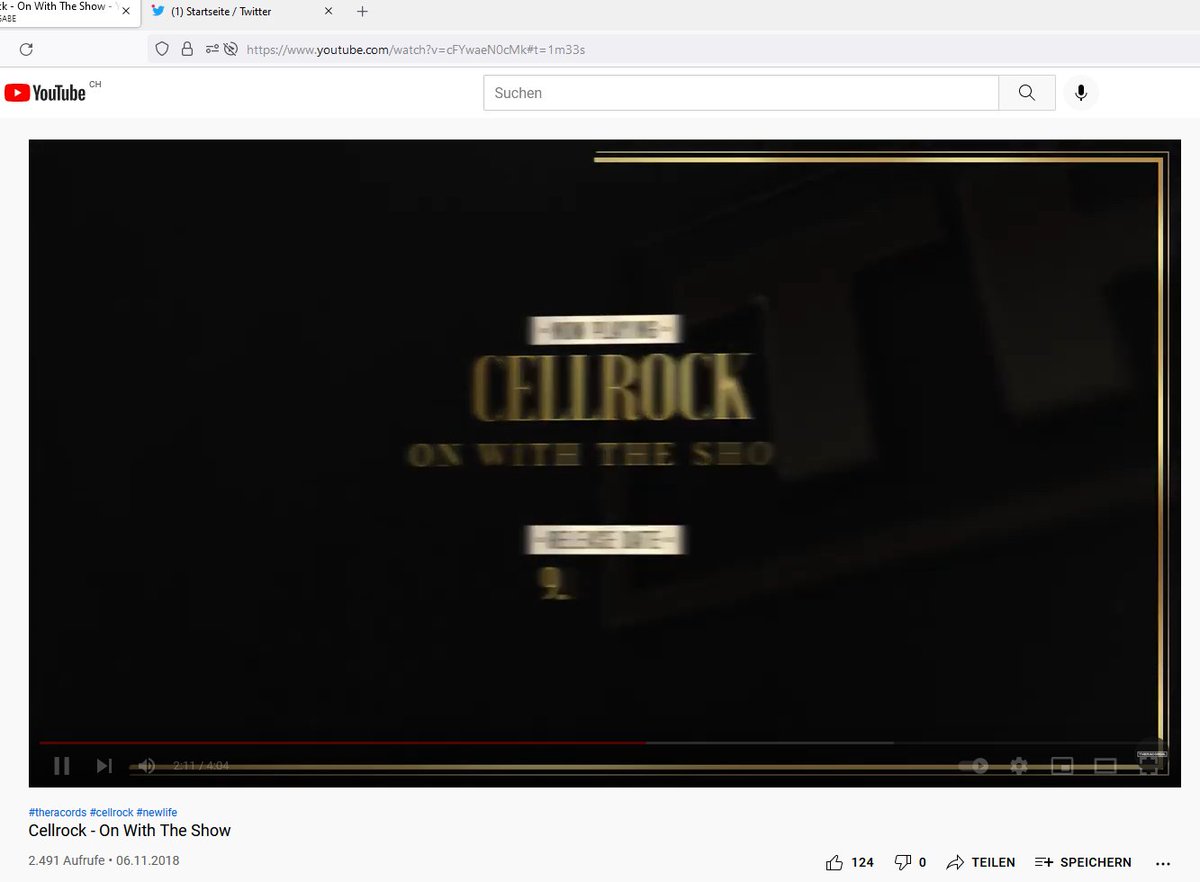 ck - On With The Show -
GABE
(1) Startseite / Twitter
https://www.youtube.com/watch?v=cFYwaeN0cMk#t=1m33s
YouTube CH
Suchen
NOW PLAYING
CELLROCK
ON WITH THE SHO
RELEASE DATE
9.
THERACORDS
2:11 / 4:04
#theracords #cellrock #newlife
Cellrock - On With The Show
2.491 Aufrufe • 06.11.2018
124
0
TEILEN
SPEICHERN